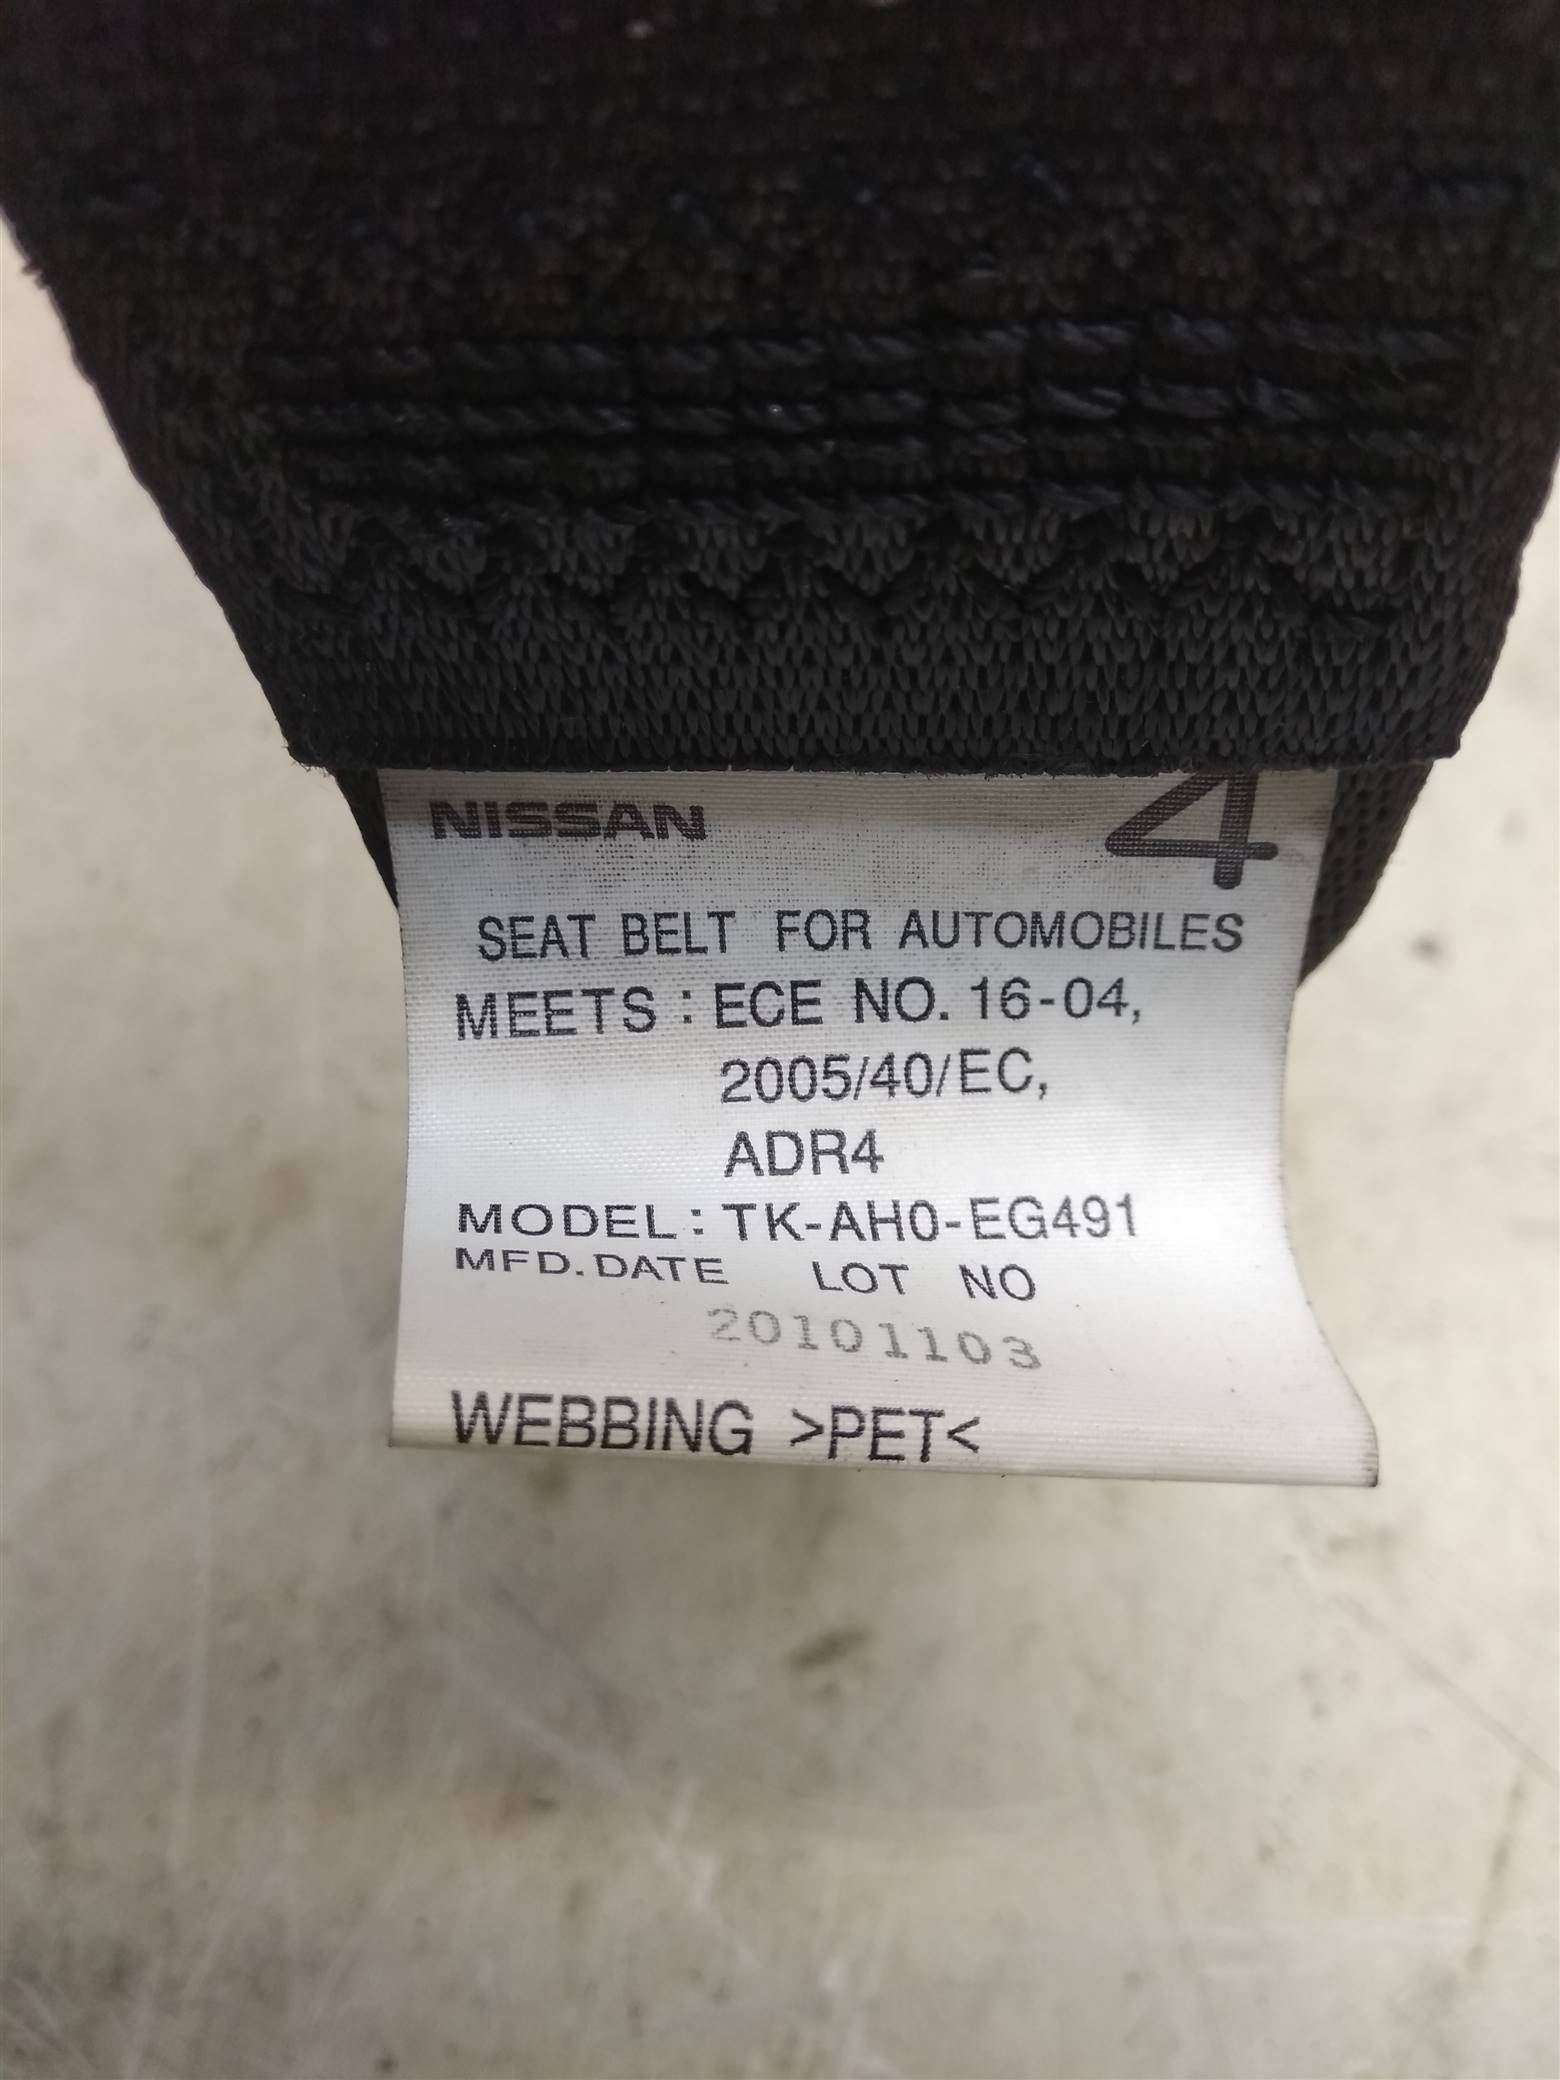 NISSAN 4
SEAT BELT FOR AUTOMOBILES
MEETS : ECE NO. 16-04,
2005/40/EC,
ADR4
MODEL: TK-AH0-EG491
MFD.DATE LOT NO
20101103
WEBBING >PET<